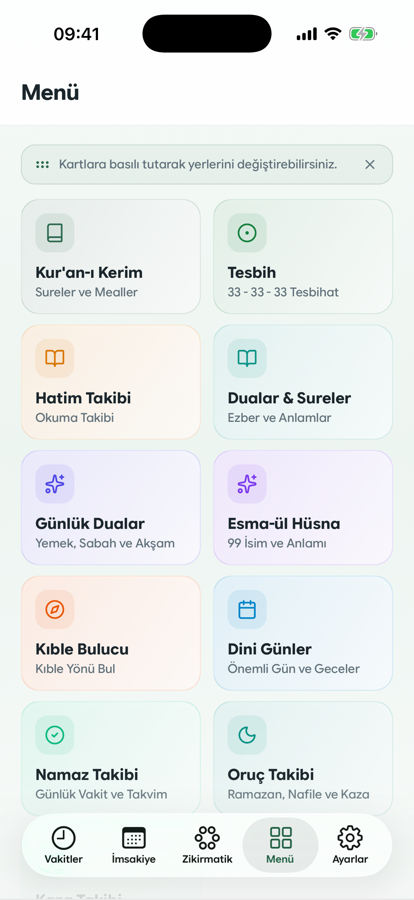 09:41
Menü
Kartlara basılı tutarak yerlerini değiştirebilirsiniz.
Kur'an-ı Kerim
Sureler ve Mealler
Tesbih
33 - 33 - 33 Tesbihat
Hatim Takibi
Okuma Takibi
Dualar & Sureler
Ezber ve Anlamlar
Günlük Dualar
Yemek, Sabah ve Akşam
Esma-ül Hüsna
99 İsim ve Anlamı
Kıble Bulucu
Kıble Yönü Bul
Dini Günler
Önemli Gün ve Geceler
Namaz Takibi
Günlük Vakit ve Takvim
Oruç Takibi
Ramazan, Nafile ve Kaza
Vakitler
İmsakiye
Zikirmatik
Menü
Ayarlar
Kaza Takibi